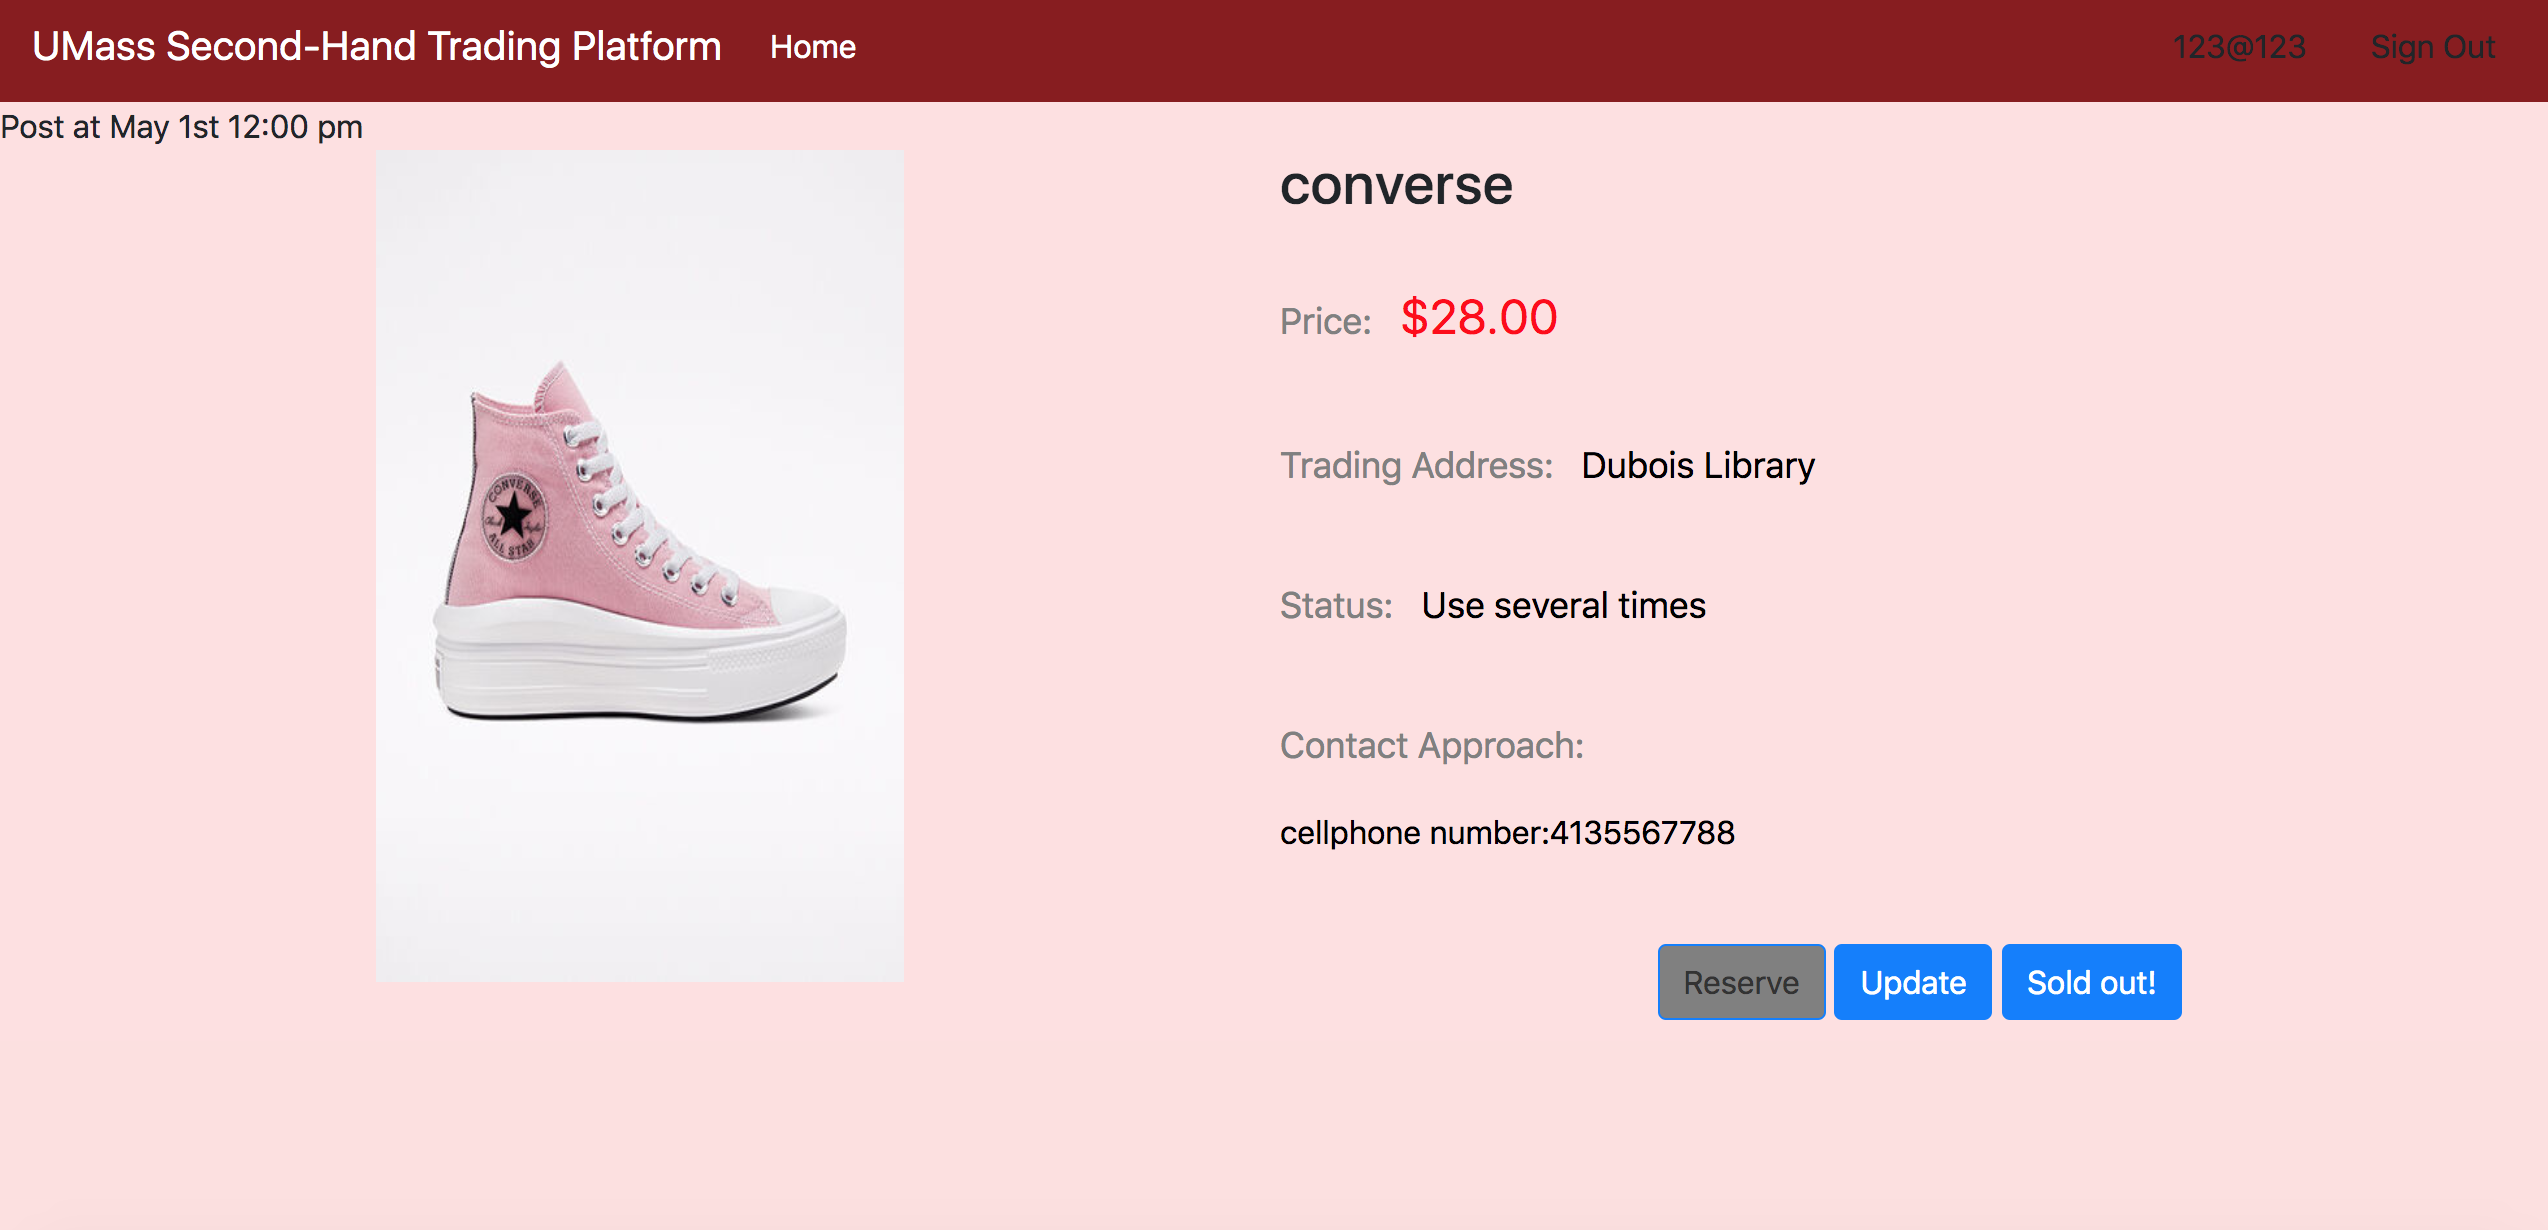 UMass Second-Hand Trading Platform Home 123@123 Sign Out
Post at May 1st 12:00 pm
converse
Price: $28.00
Trading Address: Dubois Library
CONVERSE
ALL STAR
Status: Use several times
Contact Approach:
cellphone number:4135567788
Reserve Update Sold out!